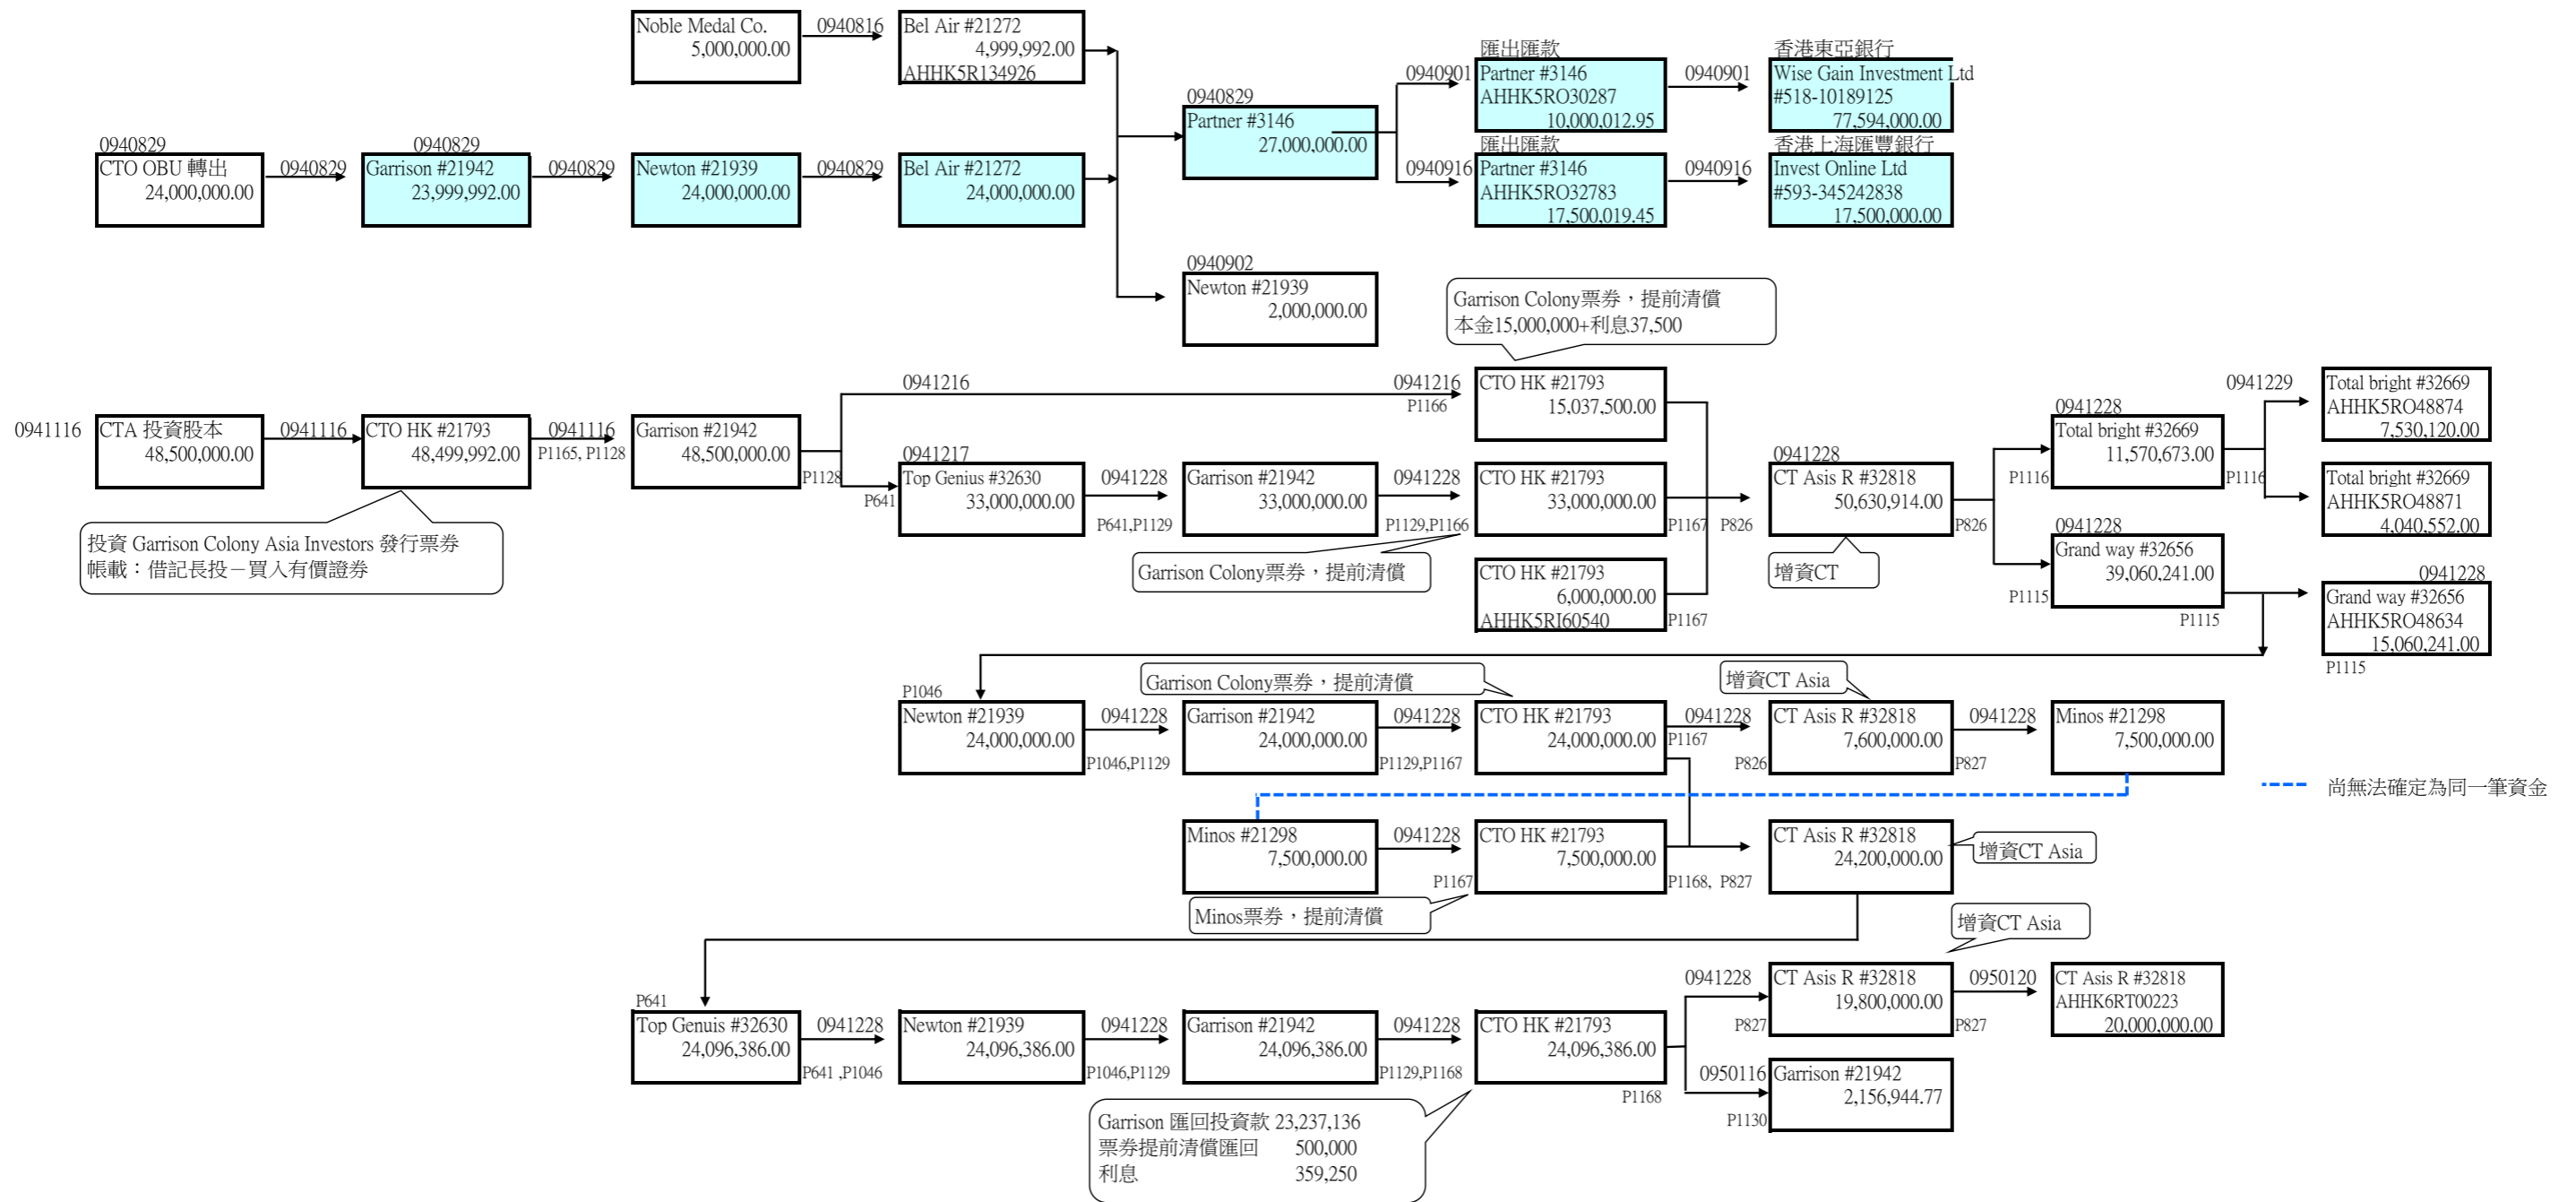 Noble Medal Co.
5,000,000.00
0940816
Bel Air #21272
4,999,992.00
AHHK5R134926
匯出匯款
0940901
Partner #3146
AHHK5RO30287
10,000,012.95
0940901
香港東亞銀行
Wise Gain Investment Ltd
#518-10189125
77,594,000.00
0940829
Partner #3146
27,000,000.00
0940829
CTO OBU 轉出
24,000,000.00
0940829
0940829
Garrison #21942
23,999,992.00
0940829
Newton #21939
24,000,000.00
0940829
Bel Air #21272
24,000,000.00
匯出匯款
0940916
Partner #3146
AHHK5RO32783
17,500,019.45
0940916
香港上海匯豐銀行
Invest Online Ltd
#593-345242838
17,500,000.00
0940902
Newton #21939
2,000,000.00
Garrison Colony票券，提前清償
本金15,000,000+利息37,500
0941216
0941216
P1166
CTO HK #21793
15,037,500.00
0941116
CTA 投資股本
48,500,000.00
0941116
CTO HK #21793
48,499,992.00
0941116
P1165, P1128
Garrison #21942
48,500,000.00
P1128
P641
0941217
Top Genius #32630
33,000,000.00
0941228
P641,P1129
Garrison #21942
33,000,000.00
0941228
P1129,P1166
CTO HK #21793
33,000,000.00
P1167
P826
0941228
CT Asis R #32818
50,630,914.00
P826
P1116
0941228
Total bright #32669
11,570,673.00
P1116
0941229
Total bright #32669
AHHK5RO48874
7,530,120.00
Total bright #32669
AHHK5RO48871
4,040,552.00
投資 Garrison Colony Asia Investors 發行票券
帳載：借記長投－買入有價證券
Garrison Colony票券，提前清償
增資CT
CTO HK #21793
6,000,000.00
AHHK5RI60540
P1167
P1115
0941228
Grand way #32656
39,060,241.00
P1115
0941228
Grand way #32656
AHHK5RO48634
15,060,241.00
P1115
Garrison Colony票券，提前清償
增資CT Asia
P1046
Newton #21939
24,000,000.00
0941228
P1046,P1129
Garrison #21942
24,000,000.00
0941228
P1129,P1167
CTO HK #21793
24,000,000.00
0941228
P1167
P826
CT Asis R #32818
7,600,000.00
0941228
P827
Minos #21298
7,500,000.00
尚無法確定為同一筆資金
Minos #21298
7,500,000.00
0941228
P1167
CTO HK #21793
7,500,000.00
P1168, P827
CT Asis R #32818
24,200,000.00
增資CT Asia
Minos票券，提前清償
增資CT Asia
P641
Top Genuis #32630
24,096,386.00
0941228
P641 ,P1046
Newton #21939
24,096,386.00
0941228
P1046,P1129
Garrison #21942
24,096,386.00
0941228
P1129,P1168
CTO HK #21793
24,096,386.00
P1168
0941228
P827
CT Asis R #32818
19,800,000.00
0950120
P827
CT Asis R #32818
AHHK6RT00223
20,000,000.00
0950116
P1130
Garrison #21942
2,156,944.77
Garrison 匯回投資款 23,237,136
票券提前清償匯回 500,000
利息 359,250